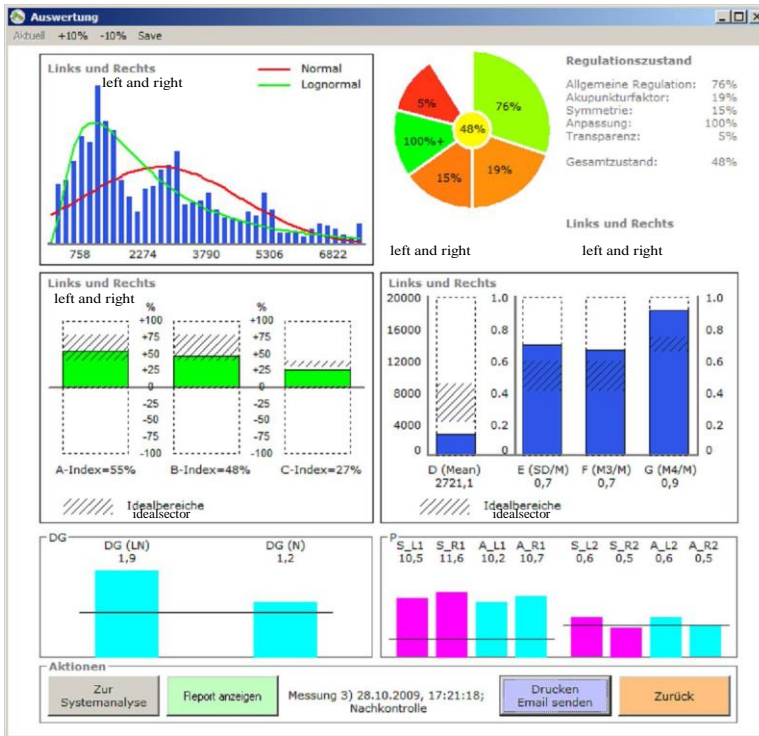 Auswertung
Aktuell +10% -10% Save
Links und Rechts
left and right
Normal
Lognormal
758 2274 3790 5306 6822
76%
5%
48%
100%+
15%
19%
Regulationszustand
Allgemeine Regulation: 76%
Akupunkturfaktor: 19%
Symmetrie: 15%
Anpassung: 100%
Transparenz: 5%
Gesamtzustand: 48%
Links und Rechts
left and right left and right
Links und Rechts
left and right
% %
+100 +100
+75 +75
+50 +50
+25 +25
0 0
-25 -25
-50 -50
-75 -75
-100 -100
A-Index=55% B-Index=48% C-Index=27%
Idealbereiche
idealsector
Links und Rechts
20000 1.0 1.0
16000 0.8 0.8
12000 0.6 0.6
8000 0.4 0.4
4000 0.2 0.2
0 0 0
D (Mean) E (SD/M) F (M3/M) G (M4/M)
2721,1 0,7 0,7 0,9
Idealbereiche
idealsector
DG
DG (LN) DG (N)
1,9 1,2
P
S_L1 S_R1 A_L1 A_R1 S_L2 S_R2 A_L2 A_R2
10,5 11,6 10,2 10,7 0,6 0,5 0,6 0,5
Aktionen
Zur
Systemanalyse
Report anzeigen
Messung 3) 28.10.2009, 17:21:18;
Nachkontrolle
Drucken
Email senden
Zurück